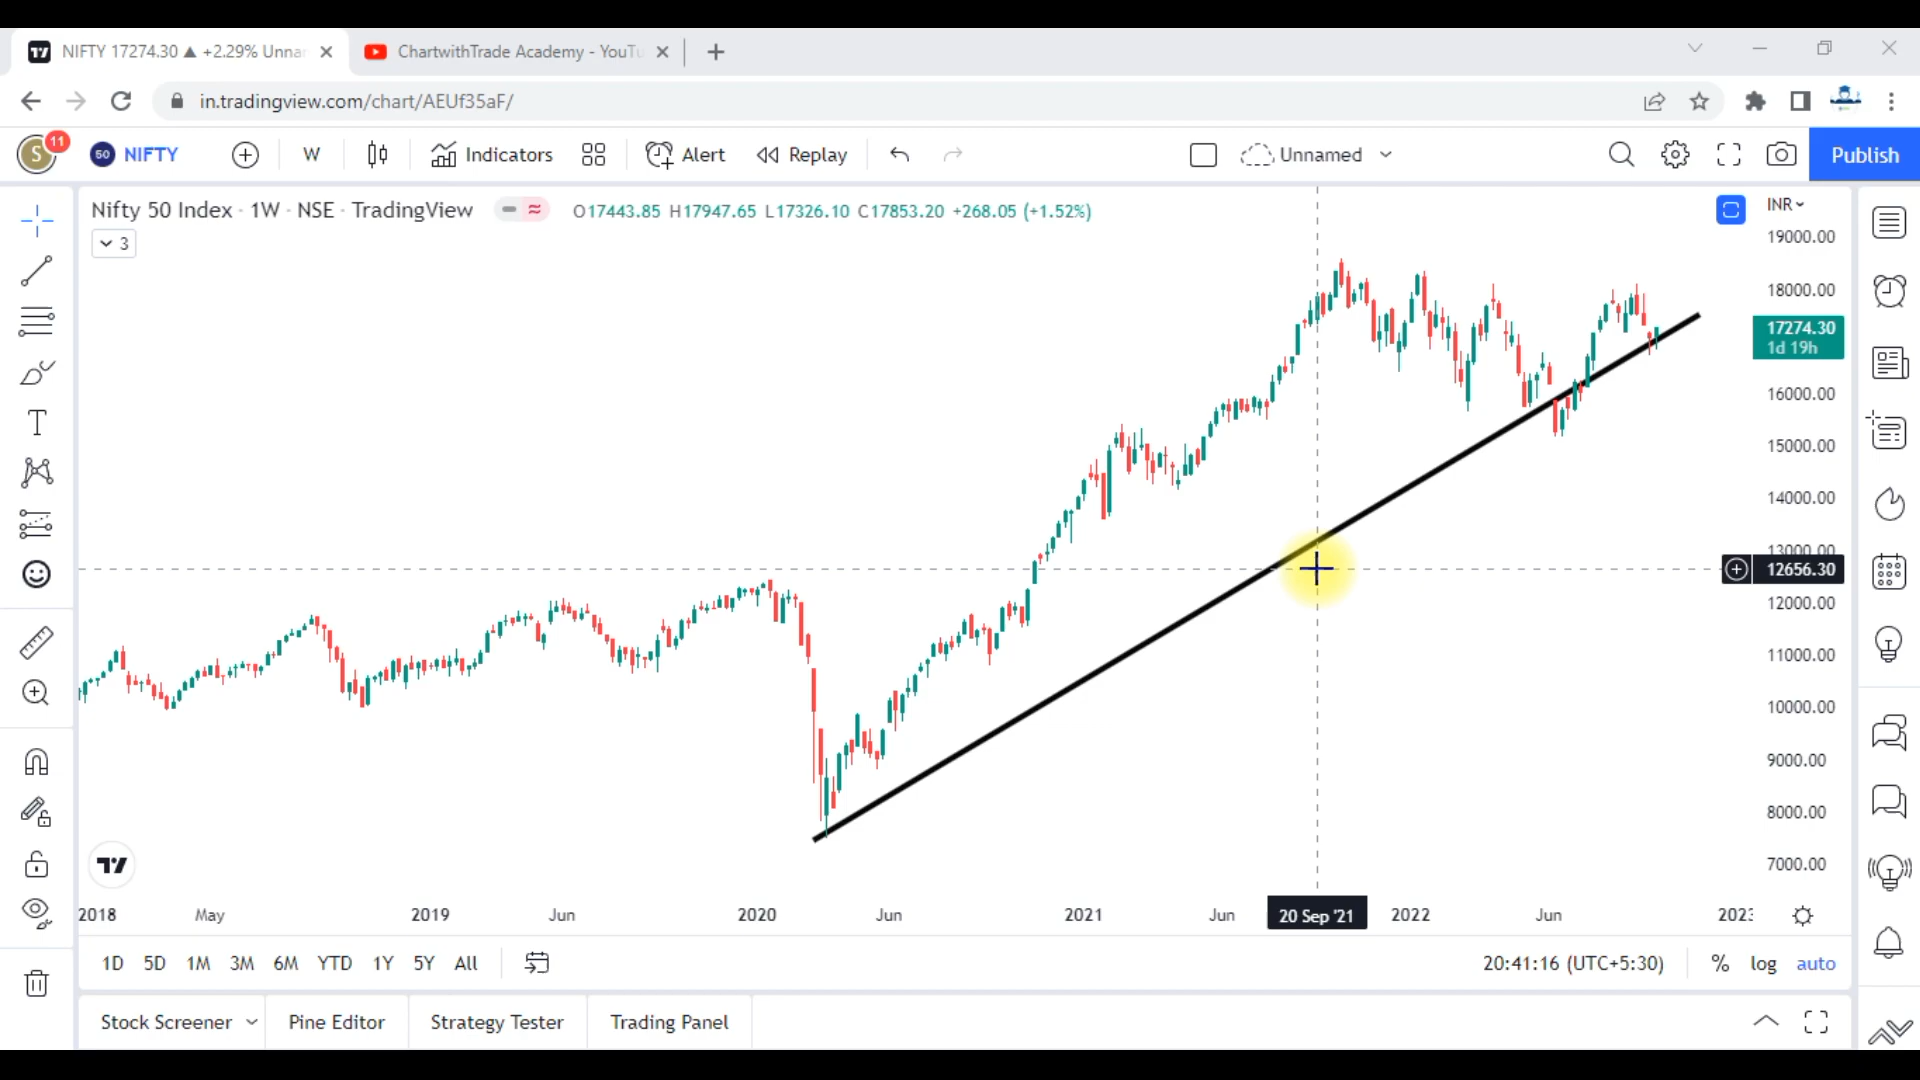 NIFTY 17274.30 ▲ +2.29% Unna
ChartwithTrade Academy - YouTu
in.tradingview.com/chart/AEUf35aF/
S 11 50 NIFTY W Indicators Alert Replay Unnamed Publish
Nifty 50 Index · 1W · NSE · TradingView O17443.85 H17947.65 L17326.10 C17853.20 +268.05 (+1.52%) INR
3
19000.00
18000.00
17274.30
1d 19h
16000.00
15000.00
14000.00
13000.00
12656.30
12000.00
11000.00
10000.00
9000.00
8000.00
7000.00
2018 May 2019 Jun 2020 Jun 2021 Jun 20 Sep '21 2022 Jun 2023
1D 5D 1M 3M 6M YTD 1Y 5Y All 20:41:16 (UTC+5:30) % log auto
Stock Screener Pine Editor Strategy Tester Trading Panel